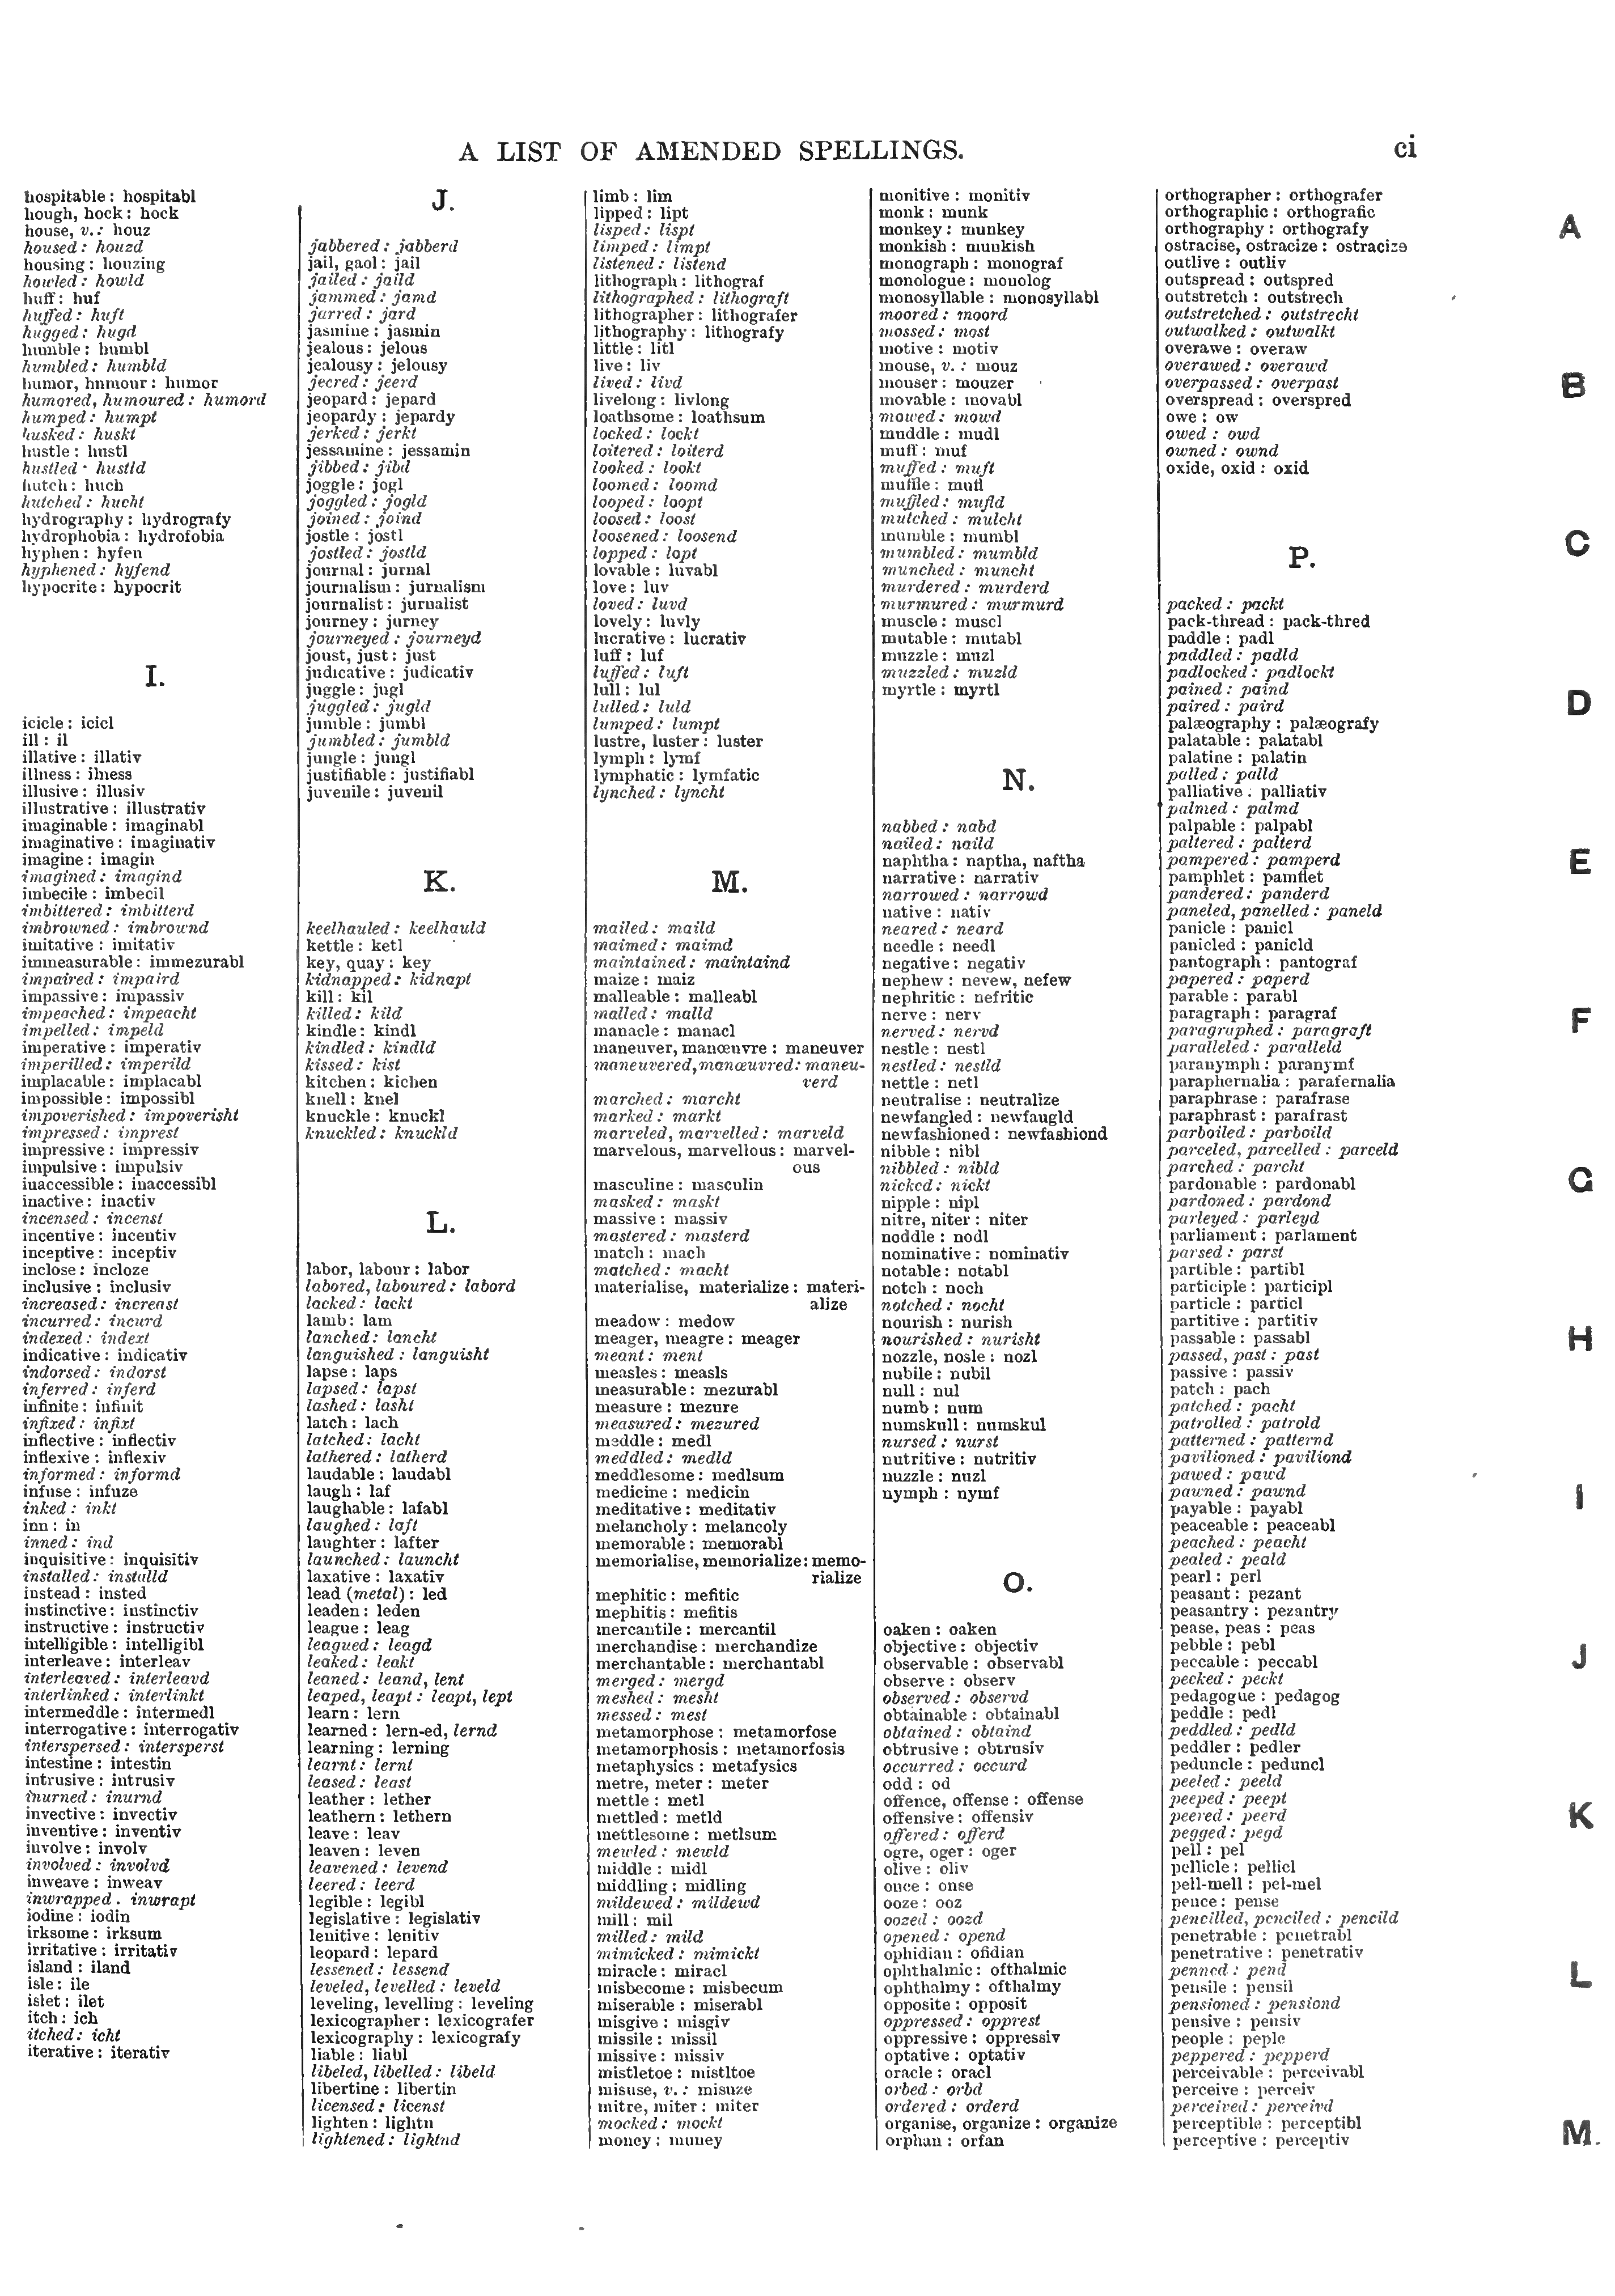 A LIST OF AMENDED SPELLINGS.
ci
hospitable : hospitabl
hough, hock : hock
house, v. : houz
housed : houzd
housing : houzing
howled : howld
huff : huf
huffed : huft
hugged : hugd
humble : humbl
humbled : humbld
humor, humour : humor
humored, humoured : humord
humped : humpt
husked : huskt
hustle : hustl
hustled : hustld
hutch : huch
hutched : hucht
hydrography : hydrografy
hydrophobia : hydrofobia
hyphen : hyfen
hyphened : hyfend
hypocrite : hypocrit
I.
icicle : icicl
ill : il
illative : illativ
illness : ilness
illusive : illusiv
illustrative : illustrativ
imaginable : imaginabl
imaginative : imaginativ
imagine : imagin
imagined : imagind
imbecile : imbecil
imbittered : imbitterd
imbrowned : imbrownd
imitative : imitativ
immeasurable : immezurabl
impaired : impaird
impassive : impassiv
impeached : impeacht
impelled : impeld
imperative : imperativ
imperilled : imperild
implacable : implacabl
impossible : impossibl
impoverished : impoverisht
impressed : imprest
impressive : impressiv
impulsive : impulsiv
inaccessible : inaccessibl
inactive : inactiv
incensed : incenst
incentive : incentiv
inceptive : inceptiv
inclose : incloze
inclusive : inclusiv
increased : increast
incurred : incurd
indexed : indext
indicative : indicativ
indorsed : indorst
inferred : inferd
infinite : infinit
infixed : infixt
inflective : inflectiv
inflexive : inflexiv
informed : informd
infuse : infuze
inked : inkt
inn : in
inned : ind
inquisitive : inquisitiv
installed : installd
instead : insted
instinctive : instinctiv
instructive : instructiv
intelligible : intelligibl
interleave : interleav
interleaved : interleavd
interlinked : interlinkt
intermeddle : intermedl
interrogative : interrogativ
interspersed : intersperst
intestine : intestin
intrusive : intrusiv
inurned : inurnd
invective : invectiv
inventive : inventiv
involve : involv
involved : involvd
inweave : inweav
inwrapped . inwrapt
iodine : iodin
irksome : irksum
irritative : irritativ
island : iland
isle : ile
islet : ilet
itch : ich
itched : icht
iterative : iterativ
J.
jabbered : jabberd
jail, gaol : jail
jailed : jaild
jammed : jamd
jarred : jard
jasmine : jasmin
jealous : jelous
jealousy : jelousy
jeered : jeerd
jeopard : jepard
jeopardy : jepardy
jerked : jerkt
jessamine : jessamin
jibbed : jibd
joggle : jogl
joggled : jogld
joined : joind
jostle : jostl
jostled : jostld
journal : jurnal
journalism : jurnalism
journalist : jurnalist
journey : jurney
journeyed : journeyd
joust, just : just
judicative : judicativ
juggle : jugl
juggled : jugld
jumble : jumbl
jumbled : jumbld
jungle : jungl
justifiable : justifiabl
juvenile : juvenil
K.
keelhauled : keelhauld
kettle : ketl
key, quay : key
kidnapped : kidnapt
kill : kil
killed : kild
kindle : kindl
kindled : kindld
kissed : kist
kitchen : kichen
knell : knel
knuckle : knuckl
knuckled : knuckld
L.
labor, labour : labor
labored, laboured : labord
lacked : lackt
lamb : lam
lanched : lancht
languished : languisht
lapse : laps
lapsed : lapst
lashed : lasht
latch : lach
latched : lacht
lathered : latherd
laudable : laudabl
laugh : laf
laughable : lafabl
laughed : laft
laughter : lafter
launched : launcht
laxative : laxativ
lead (metal) : led
leaden : leden
league : leag
leagued : leagd
leaked : leakt
leaned : leand, lent
leaped, leapt : leapt, lept
learn : lern
learned : lern-ed, lernd
learning : lerning
learnt : lernt
leased : least
leather : lether
leathern : lethern
leave : leav
leaven : leven
leavened : levend
leered : leerd
legible : legibl
legislative : legislativ
lenitive : lenitiv
leopard : lepard
lessened : lessend
leveled, levelled : leveld
leveling, levelling : leveling
lexicographer : lexicografer
lexicography : lexicografy
liable : liabl
libeled, libelled : libeld
libertine : libertin
licensed : licenst
lighten : lightn
lightened : lightnd
limb : lim
lipped : lipt
lisped : lispt
limped : limpt
listened : listend
lithograph : lithograf
lithographed : lithograft
lithographer : lithografer
lithography : lithografy
little : litl
live : liv
lived : livd
livelong : livlong
loathsome : loathsum
locked : lockt
loitered : loiterd
looked : lookt
loomed : loomd
looped : loopt
loosed : loost
loosened : loosend
lopped : lopt
lovable : luvabl
love : luv
loved : luvd
lovely : luvly
lucrative : lucrativ
luff : luf
luffed : luft
lull : lul
lulled : luld
lumped : lumpt
lustre, luster : luster
lymph : lymf
lymphatic : lymfatic
lynched : lyncht
M.
mailed : maild
maimed : maimd
maintained : maintaind
maize : maiz
malleable : malleabl
malled : malld
manacle : manacl
maneuver, manœuvre : maneuver
maneuvered, manœuvred : maneu-
verd
marched : marcht
marked : markt
marveled, marvelled : marveld
marvelous, marvellous : marvel-
ous
masculine : masculin
masked : maskt
massive : massiv
mastered : masterd
match : mach
matched : macht
materialise, materialize : materi-
alize
meadow : medow
meager, meagre : meager
meant : ment
measles : measls
measurable : mezurabl
measure : mezure
measured : mezured
meddle : medl
meddled : medld
meddlesome : medlsum
medicine : medicin
meditative : meditativ
melancholy : melancoly
memorable : memorabl
memorialise, memorialize : memo-
rialize
mephitic : mefitic
mephitis : mefitis
mercantile : mercantil
merchandise : merchandize
merchantable : merchantabl
merged : mergd
meshed : mesht
messed : mest
metamorphose : metamorfose
metamorphosis : metamorfosis
metaphysics : metafysics
metre, meter : meter
mettle : metl
mettled : metld
mettlesome : metlsum
mewled : mewld
middle : midl
middling : midling
mildewed : mildewd
mill : mil
milled : mild
mimicked : mimickt
miracle : miracl
misbecome : misbecum
miserable : miserabl
misgive : misgiv
missile : missil
missive : missiv
mistletoe : mistltoe
misuse, v. : misuze
mitre, miter : miter
mocked : mockt
money : muney
monitive : monitiv
monk : munk
monkey : munkey
monkish : munkish
monograph : monograf
monologue : monolog
monosyllable : monosyllabl
moored : moord
mossed : most
motive : motiv
mouse, v. : mouz
mouser : mouzer
movable : movabl
mowed : mowd
muddle : mudl
muff : muf
muffed : muft
muffle : mufl
muffled : mufld
mulched : mulcht
mumble : mumbl
mumbled : mumbld
munched : muncht
murdered : murderd
murmured : murmurd
muscle : muscl
mutable : mutabl
muzzle : muzl
muzzled : muzld
myrtle : myrtl
N.
nabbed : nabd
nailed : naild
naphtha : naptha, naftha
narrative : narrativ
narrowed : narrowd
native : nativ
neared : neard
needle : needl
negative : negativ
nephew : nevew, nefew
nephritic : nefritic
nerve : nerv
nerved : nervd
nestle : nestl
nestled : nestld
nettle : netl
neutralise : neutralize
newfangled : newfangld
newfashioned : newfashiond
nibble : nibl
nibbled : nibld
nicked : nickt
nipple : nipl
nitre, niter : niter
noddle : nodl
nominative : nominativ
notable : notabl
notch : noch
notched : nocht
nourish : nurish
nourished : nurisht
nozzle, nosle : nozl
nubile : nubil
null : nul
numb : num
numskull : numskul
nursed : nurst
nutritive : nutritiv
nuzzle : nuzl
nymph : nymf
O.
oaken : oaken
objective : objectiv
observable : observabl
observe : observ
observed : observd
obtainable : obtainabl
obtained : obtaind
obtrusive : obtrusiv
occurred : occurd
odd : od
offence, offense : offense
offensive : offensiv
offered : offerd
ogre, oger : oger
olive : oliv
once : onse
ooze : ooz
oozed : oozd
opened : opend
ophidian : ofidian
ophthalmic : ofthalmic
ophthalmy : ofthalmy
opposite : opposit
oppressed : opprest
oppressive : oppressiv
optative : optativ
oracle : oracl
orbed : orbd
ordered : orderd
organise, organize : organize
orphan : orfan
orthographer : orthografer
orthographic : orthografic
orthography : orthografy
ostracise, ostracize : ostracize
outlive : outliv
outspread : outspred
outstretch : outstrech
outstretched : outstrecht
outwalked : outwalkt
overawe : overaw
overawed : overawd
overpassed : overpast
overspread : overspred
owe : ow
owed : owd
owned : ownd
oxide, oxid : oxid
P.
packed : packt
pack-thread : pack-thred
paddle : padl
paddled : padld
padlocked : padlockt
pained : paind
paired : paird
palæography : palæografy
palatable : palatabl
palatine : palatin
palled : palld
palliative : palliativ
palmed : palmd
palpable : palpabl
paltered : palterd
pampered : pamperd
pamphlet : pamflet
pandered : panderd
paneled, panelled : paneld
panicle : panicl
panicled : panicld
pantograph : pantograf
papered : paperd
parable : parabl
paragraph : paragraf
paragraphed : paragraft
paralleled : paralleld
paranymph : paranymf
paraphernalia : parafernalia
paraphrase : parafrase
paraphrast : parafrast
parboiled : parboild
parceled, parcelled : parceld
parched : parcht
pardonable : pardonabl
pardoned : pardond
parleyed : parleyd
parliament : parlament
parsed : parst
partible : partibl
participle : participl
particle : particl
partitive : partitiv
passable : passabl
passed, past : past
passive : passiv
patch : pach
patched : pacht
patrolled : patrold
patterned : patternd
pavilioned : paviliond
pawed : pawd
pawned : pawnd
payable : payabl
peaceable : peaceabl
peached : peacht
pealed : peald
pearl : perl
peasant : pezant
peasantry : pezantry
pease, peas : peas
pebble : pebl
peccable : peccabl
pecked : peckt
pedagogue : pedagog
peddle : pedl
peddled : pedld
peddler : pedler
peduncle : peduncl
peeled : peeld
peeped : peept
peered : peerd
pegged : pegd
pell : pel
pellicle : pellicl
pell-mell : pel-mel
pence : pense
pencilled, penciled : pencild
penetrable : penetrabl
penetrative : penetrativ
penned : pend
pensile : pensil
pensioned : pensiond
pensive : pensiv
people : peple
peppered : pepperd
perceivable : perceivabl
perceive : perceiv
perceived : perceivd
perceptible : perceptibl
perceptive : perceptiv
A
B
C
D
E
F
G
H
I
J
K
L
M